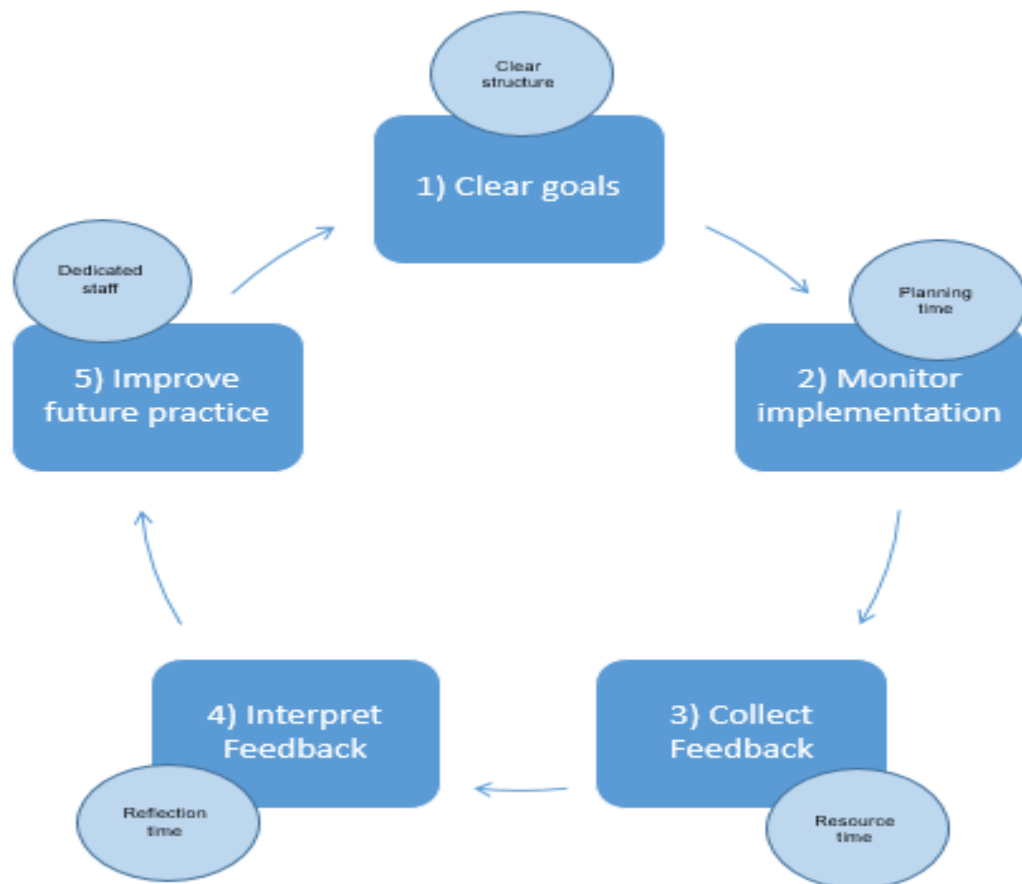 Clear
structure
1) Clear goals
Planning
time
2) Monitor
implementation
3) Collect
Feedback
Resource
time
4) Interpret
Feedback
Reflection
time
Dedicated
staff
5) Improve
future practice